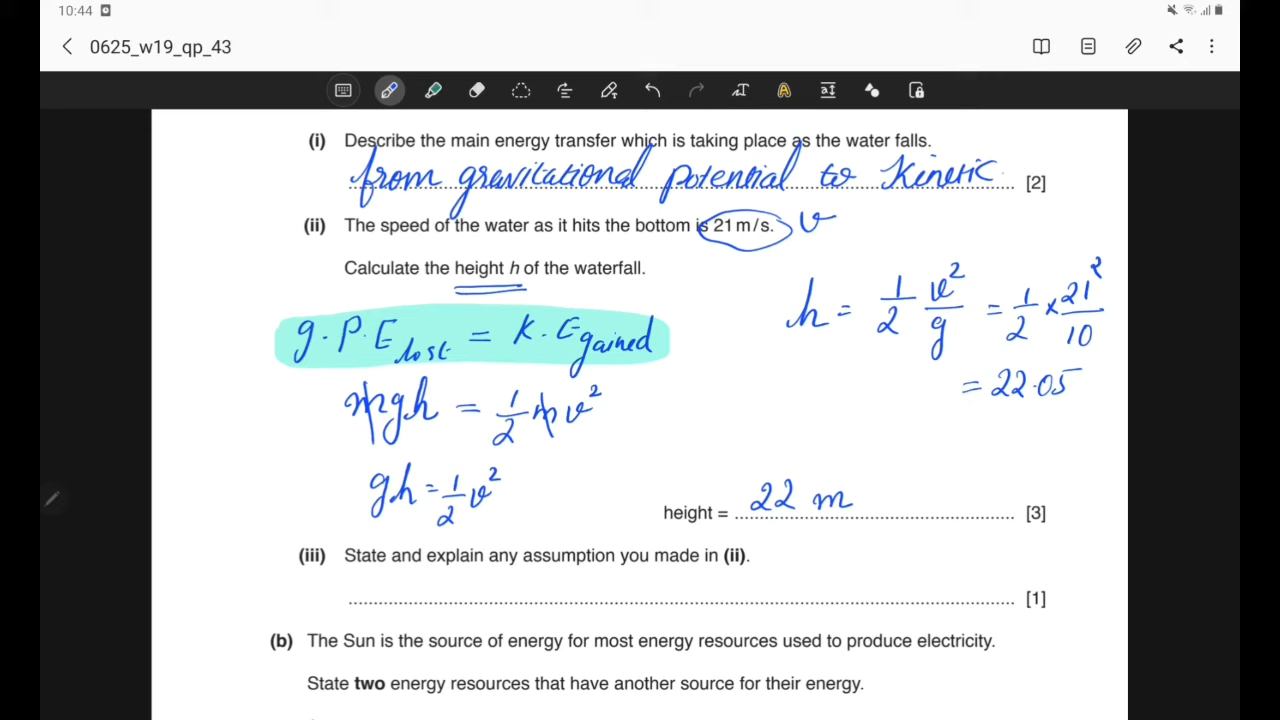 10:44
0625_w19_qp_43
(i) Describe the main energy transfer which is taking place as the water falls.
from gravitational potential to Kinetic [2]
(ii) The speed of the water as it hits the bottom is 21 m/s. v
Calculate the height h of the waterfall.
g.P.E lost = K.E gained
mgh = 1/2 mv²
gh = 1/2 v²
h = 1/2 v²/g = 1/2 × 21²/10
= 22.05
height = 22 m [3]
(iii) State and explain any assumption you made in (ii).
[1]
(b) The Sun is the source of energy for most energy resources used to produce electricity.
State two energy resources that have another source for their energy.